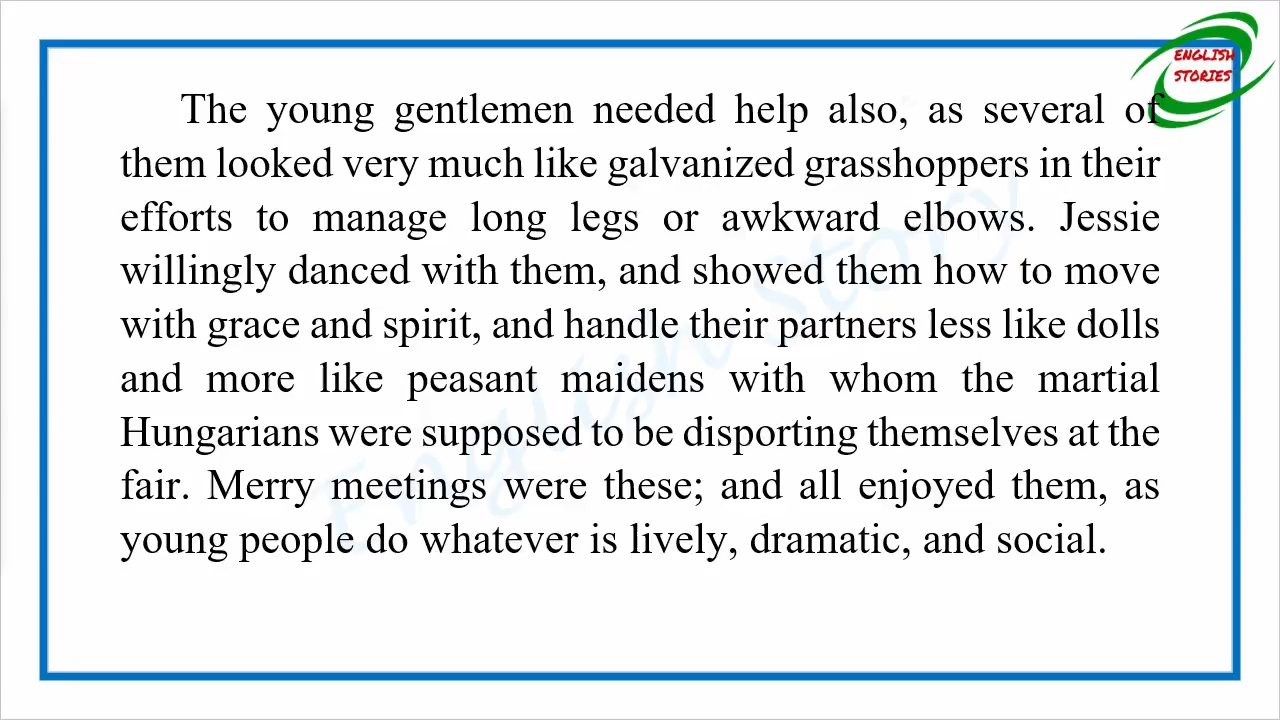 ENGLISH
STORIES
The young gentlemen needed help also, as several of
them looked very much like galvanized grasshoppers in their
efforts to manage long legs or awkward elbows. Jessie
willingly danced with them, and showed them how to move
with grace and spirit, and handle their partners less like dolls
and more like peasant maidens with whom the martial
Hungarians were supposed to be disporting themselves at the
fair. Merry meetings were these; and all enjoyed them, as
young people do whatever is lively, dramatic, and social.
English Story